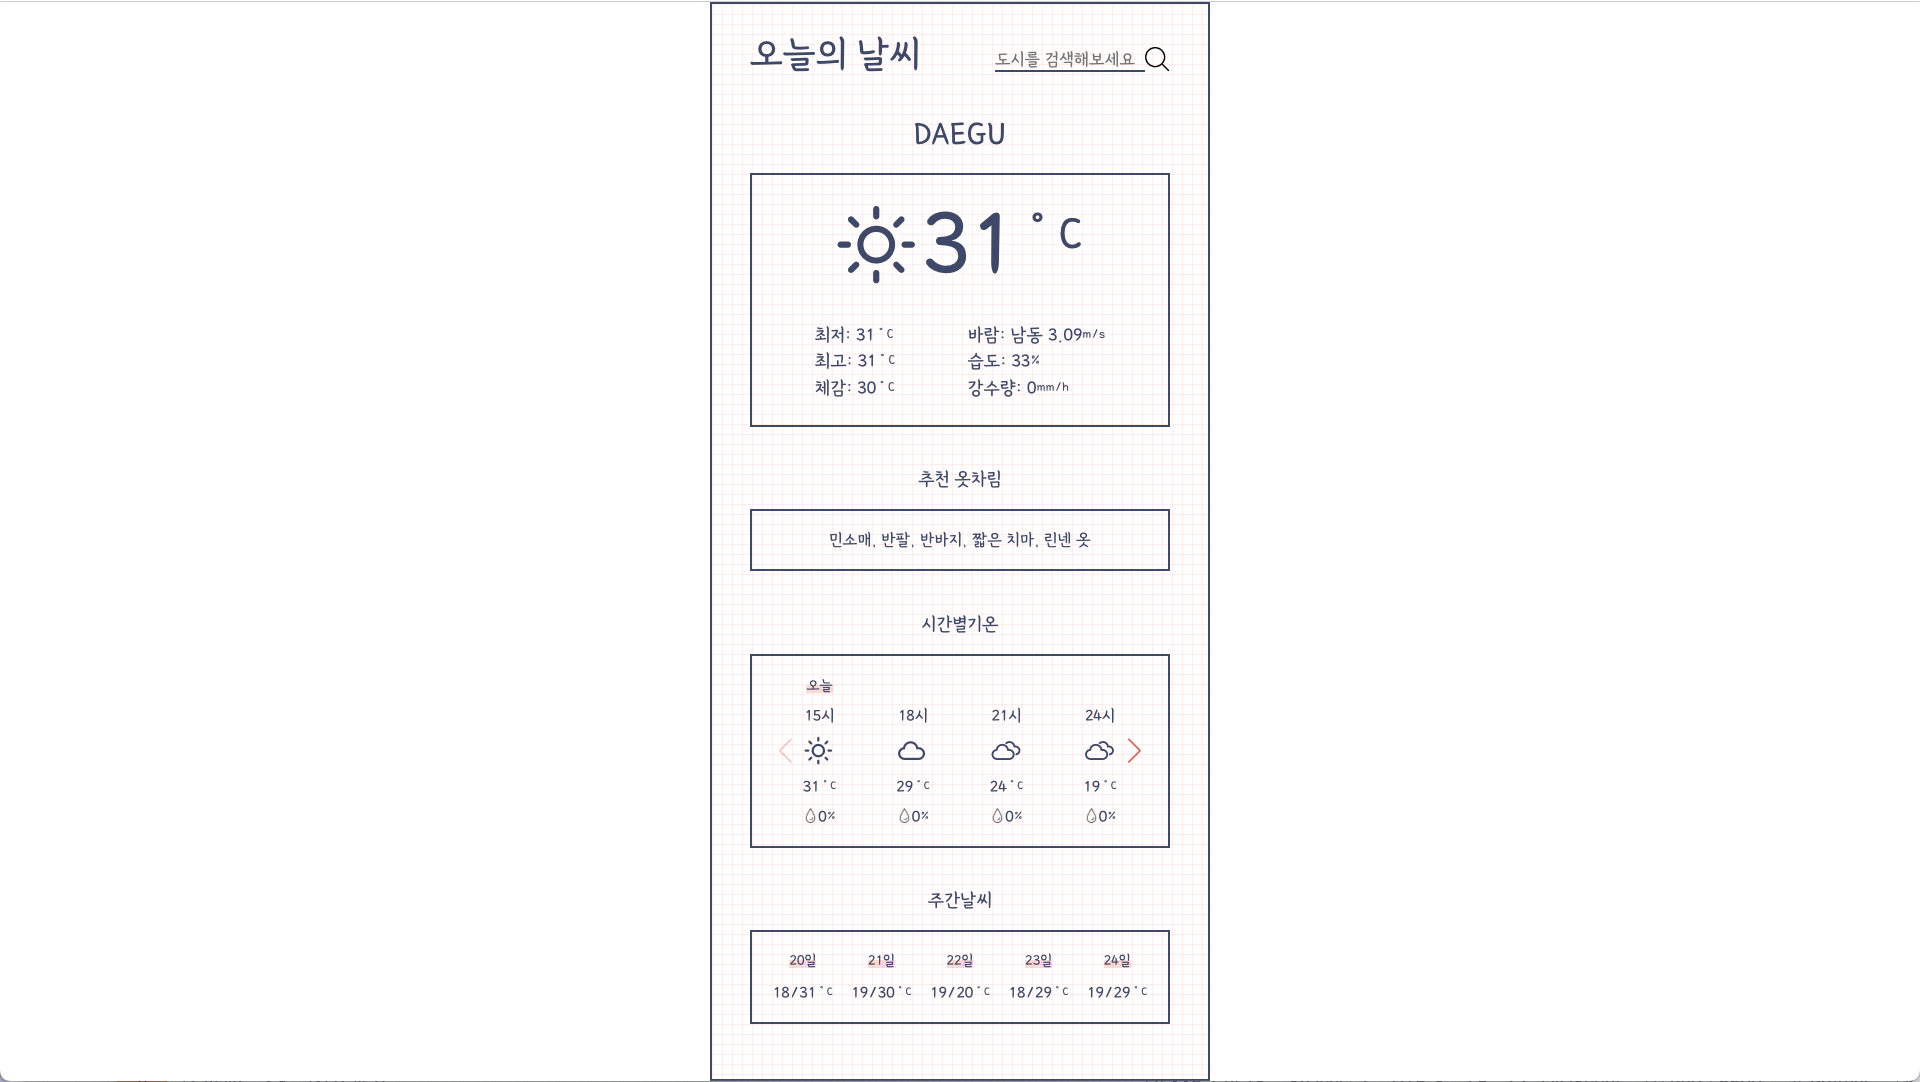 오늘의 날씨
도시를 검색해보세요
DAEGU
31 °C
최저: 31 °C
바람: 남동 3.09m/s
최고: 31 °C
습도: 33%
체감: 30 °C
강수량: 0mm/h
추천 옷차림
민소매, 반팔, 반바지, 짧은 치마, 린넨 옷
시간별기온
오늘
15시 18시 21시 24시
31 °C 29 °C 24 °C 19 °C
0% 0% 0% 0%
주간날씨
20일 21일 22일 23일 24일
18/31 °C 19/30 °C 19/20 °C 18/29 °C 19/29 °C